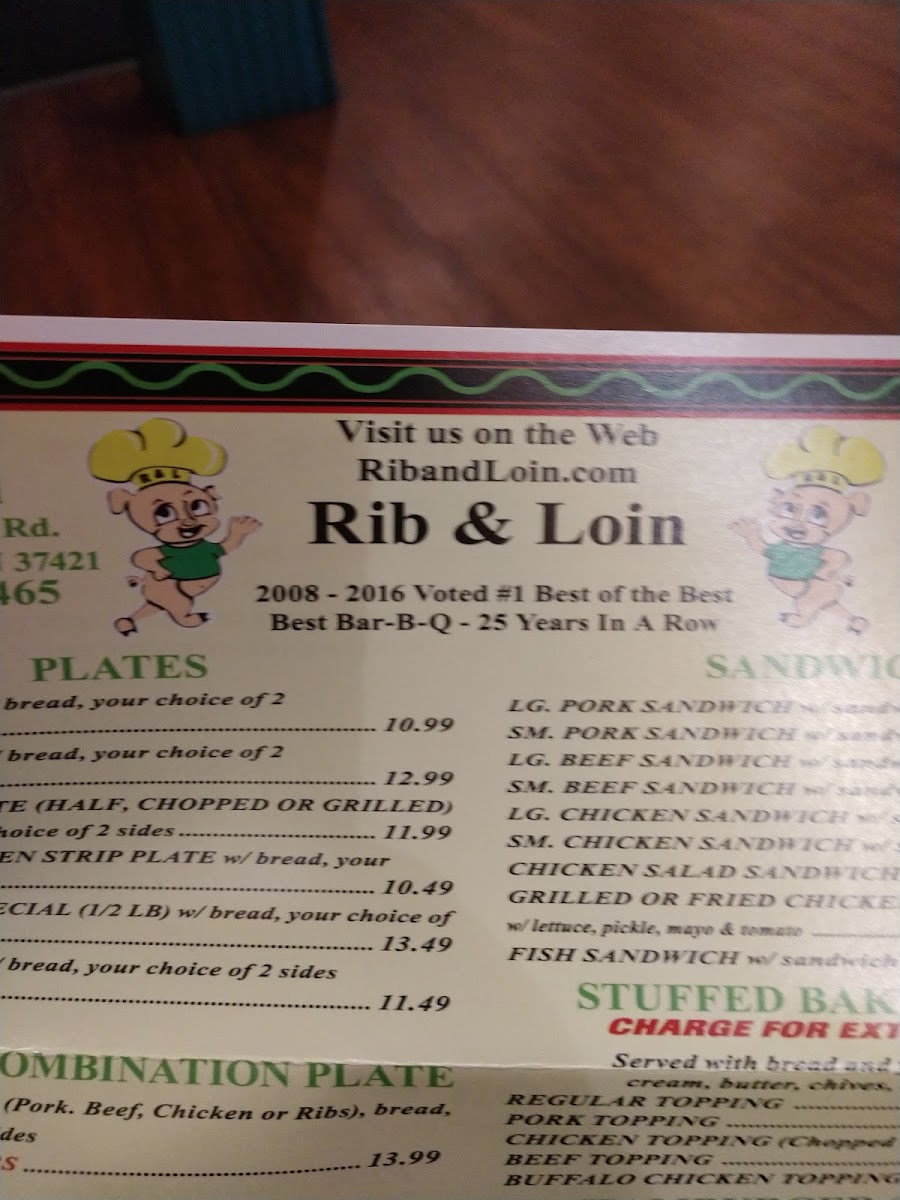 R & L
Rd.
37421
465
Visit us on the Web
RibandLoin.com
Rib & Loin
2008 - 2016 Voted #1 Best of the Best
Best Bar-B-Q - 25 Years In A Row
R & L
PLATES
bread, your choice of 2
10.99
bread, your choice of 2
12.99
(HALF, CHOPPED OR GRILLED)
of 2 sides 11.99
STRIP PLATE w/ bread, your
10.49
(1/2 LB) w/ bread, your choice of
13.49
bread, your choice of 2 sides
11.49
OMBINATION PLATE
(Pork. Beef, Chicken or Ribs), bread,
des
13.99
SANDWIC
LG. PORK SANDWICH w/ sandw
SM. PORK SANDWICH w/ sandw
LG. BEEF SANDWICH w/ sandw
SM. BEEF SANDWICH w/ sandw
LG. CHICKEN SANDWICH w/ s
SM. CHICKEN SANDWICH w/ s
CHICKEN SALAD SANDWICH
GRILLED OR FRIED CHICKE
w/ lettuce, pickle, mayo & tomato
FISH SANDWICH w/ sandwich
STUFFED BAK
CHARGE FOR EXT
Served with bread and
cream, butter, chives,
REGULAR TOPPING
PORK TOPPING
CHICKEN TOPPING (Chopped
BEEF TOPPING
BUFFALO CHICKEN TOPPING